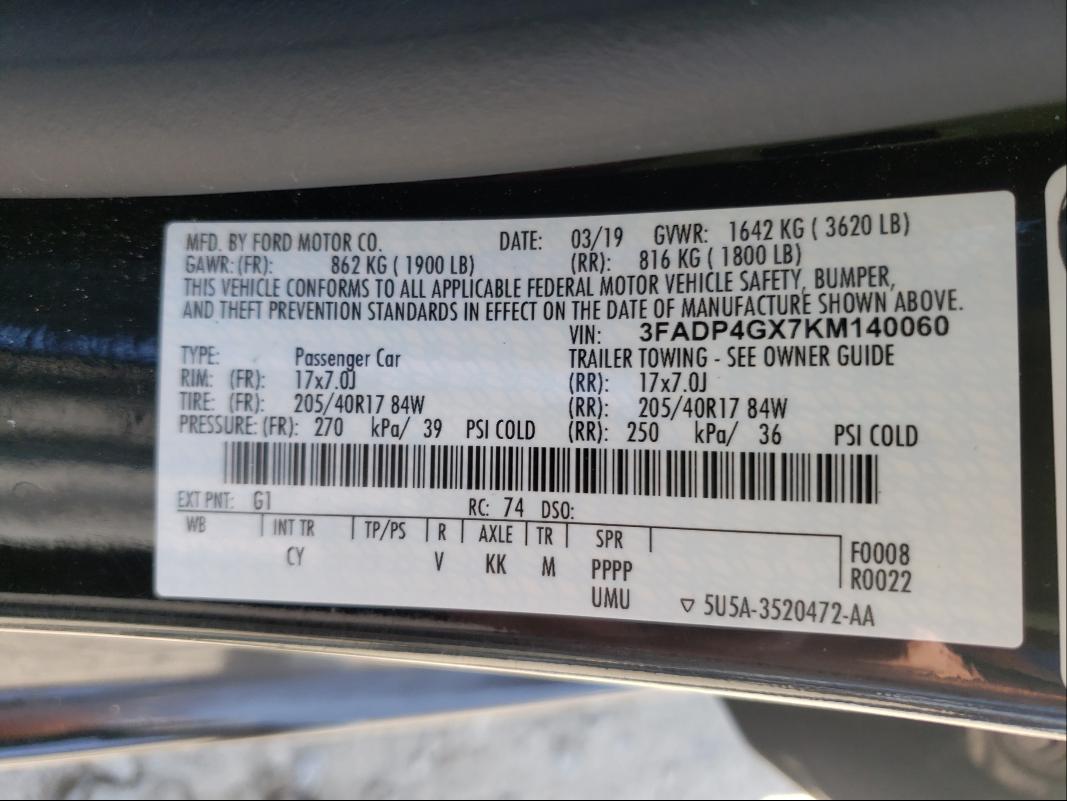 MFD. BY FORD MOTOR CO. DATE: 03/19 GVWR: 1642 KG ( 3620 LB)
GAWR: (FR): 862 KG ( 1900 LB) (RR): 816 KG ( 1800 LB)
THIS VEHICLE CONFORMS TO ALL APPLICABLE FEDERAL MOTOR VEHICLE SAFETY, BUMPER,
AND THEFT PREVENTION STANDARDS IN EFFECT ON THE DATE OF MANUFACTURE SHOWN ABOVE.
VIN: 3FADP4GX7KM140060
TYPE: Passenger Car TRAILER TOWING - SEE OWNER GUIDE
RIM: (FR): 17x7.0J (RR): 17x7.0J
TIRE: (FR): 205/40R17 84W (RR): 205/40R17 84W
PRESSURE: (FR): 270 kPa/ 39 PSI COLD (RR): 250 kPa/ 36 PSI COLD
EXT PNT: G1 RC: 74 DSO:
WB INT TR TP/PS R AXLE TR SPR F0008
CY V KK M PPPP R0022
UMU ▽ 5U5A-3520472-AA